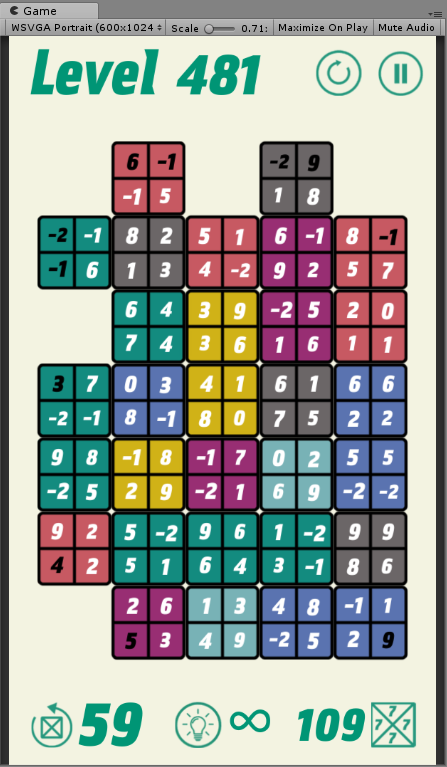 Game
WSVGA Portrait (600x1024 Scale 0.71: Maximize On Play Mute Audio
Level 481
6 -1 -2 9
-1 5 1 8
-2 -1 8 2 5 1 6 -1 8 -1
-1 6 1 3 4 -2 9 2 5 7
6 4 3 9 -2 5 2 0
7 4 3 6 1 6 1 1
3 7 0 3 4 1 6 1 6 6
-2 -1 8 -1 8 0 7 5 2 2
9 8 -1 8 -1 7 0 2 5 5
-2 5 2 9 -2 1 6 9 -2 -2
9 2 5 -2 9 6 1 -2 9 9
4 2 5 1 6 4 3 -1 8 6
2 6 1 3 4 8 -1 1
5 3 4 9 -2 5 2 9
59 ∞ 109 7 7 7 7